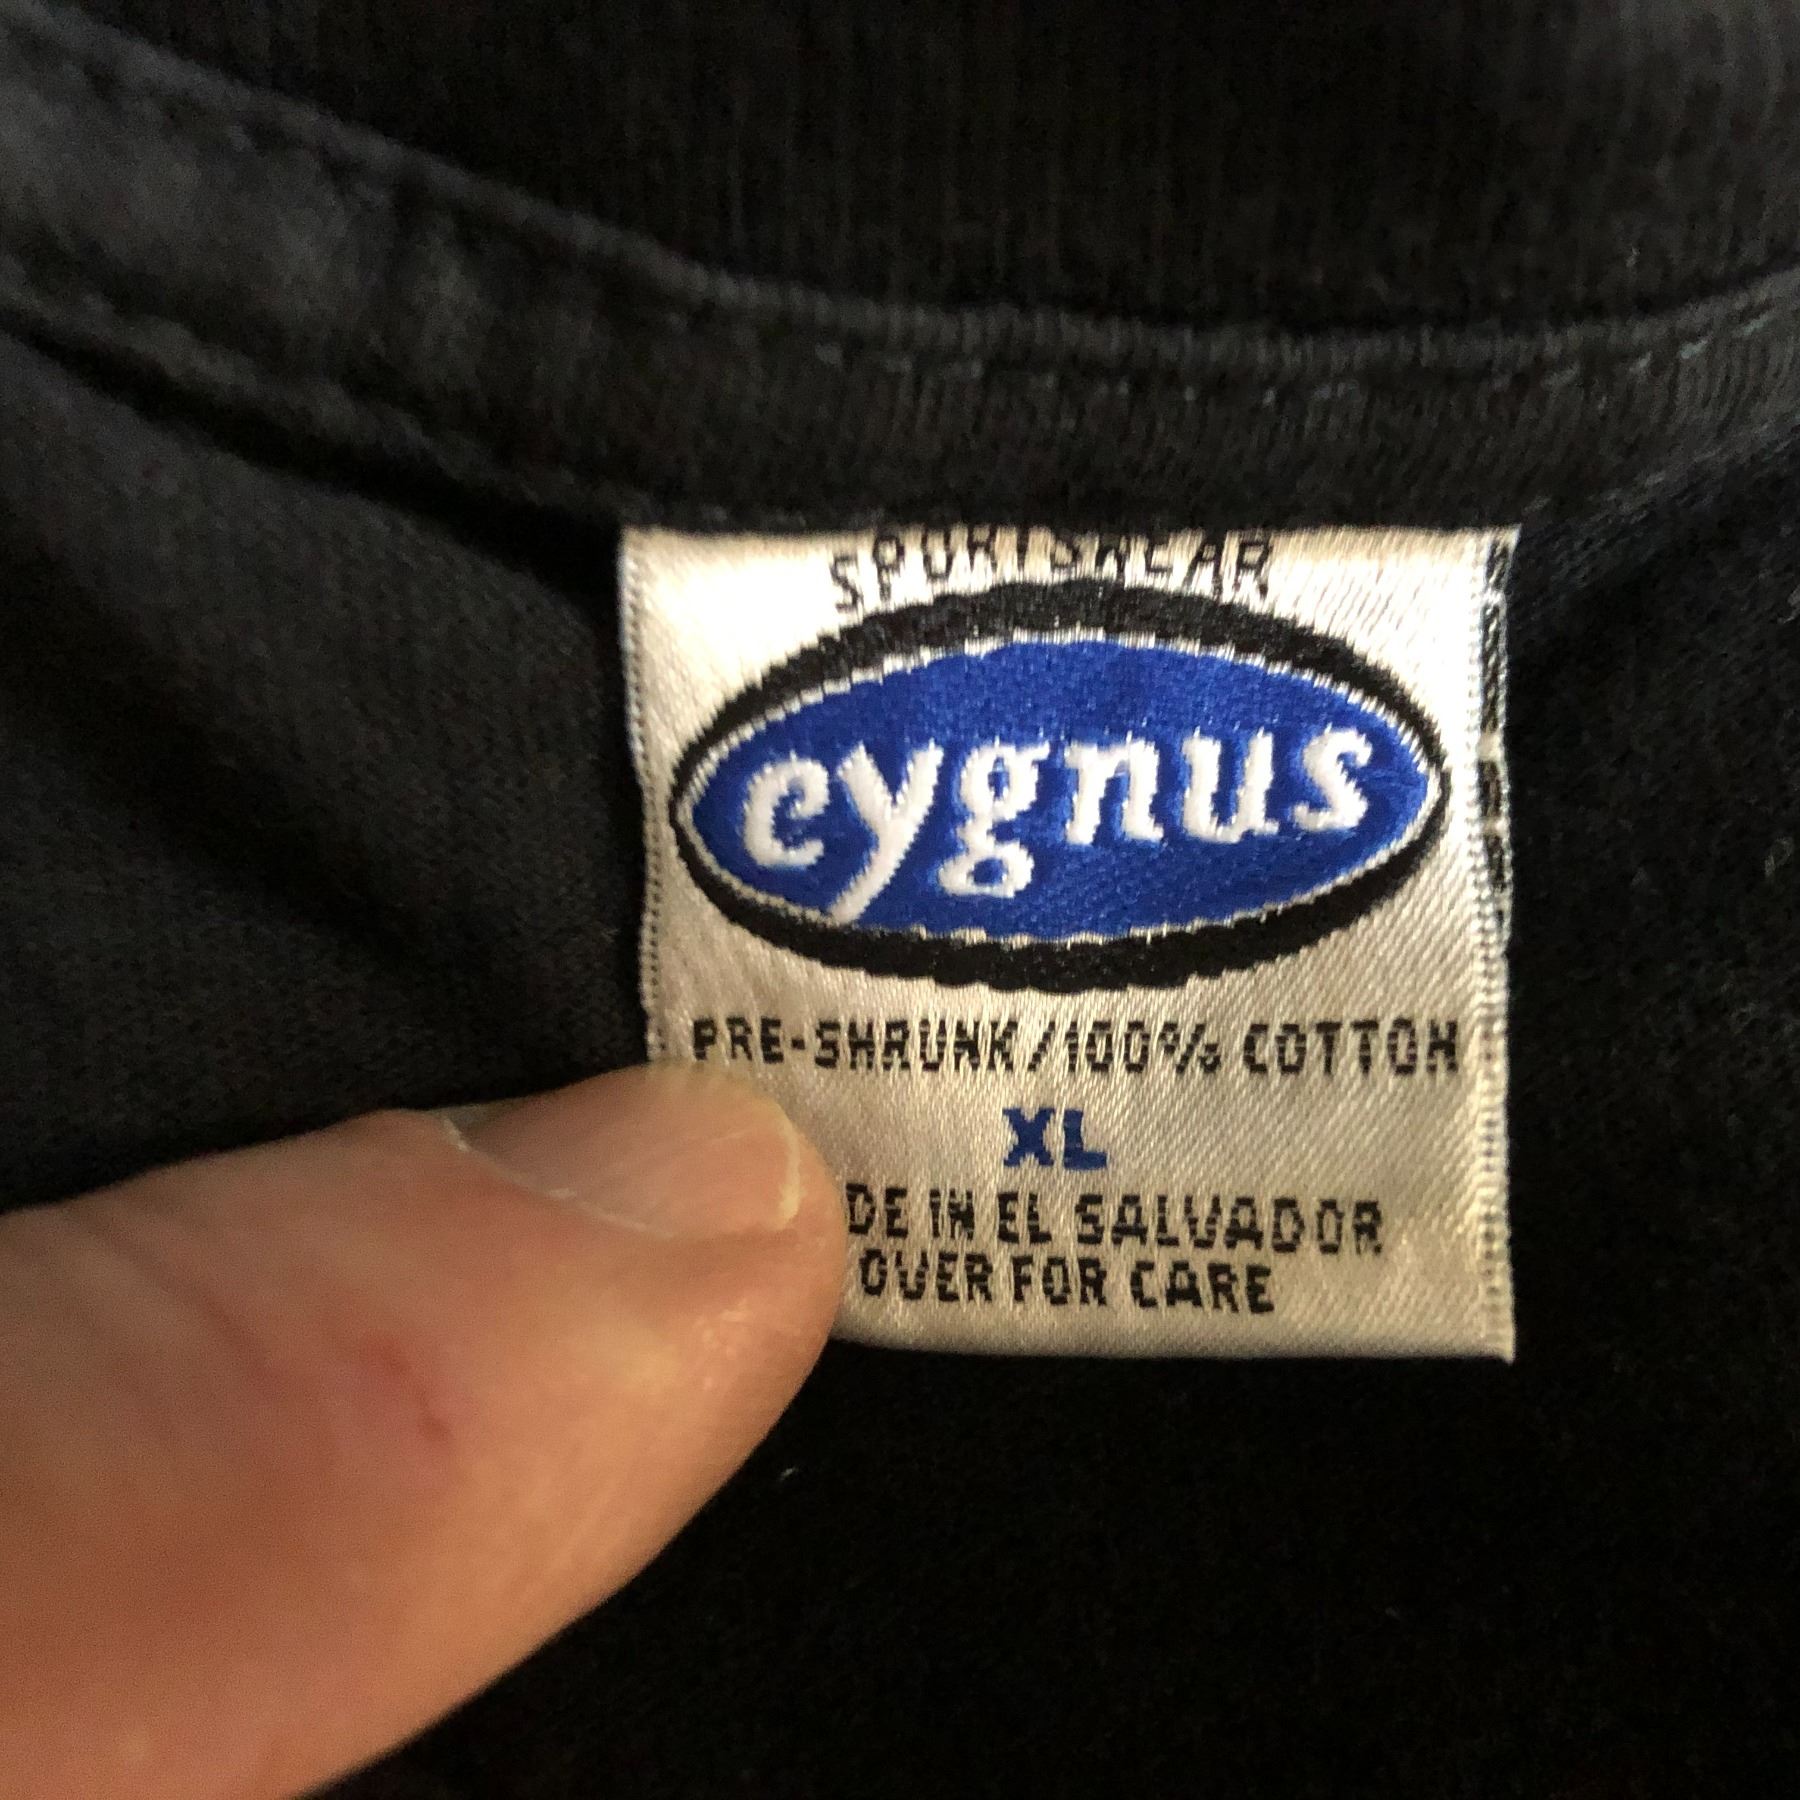 SPORTSWEAR
cygnus
PRE-SHRUNK/100% COTTON
XL
DE IN EL SALVADOR
OVER FOR CARE